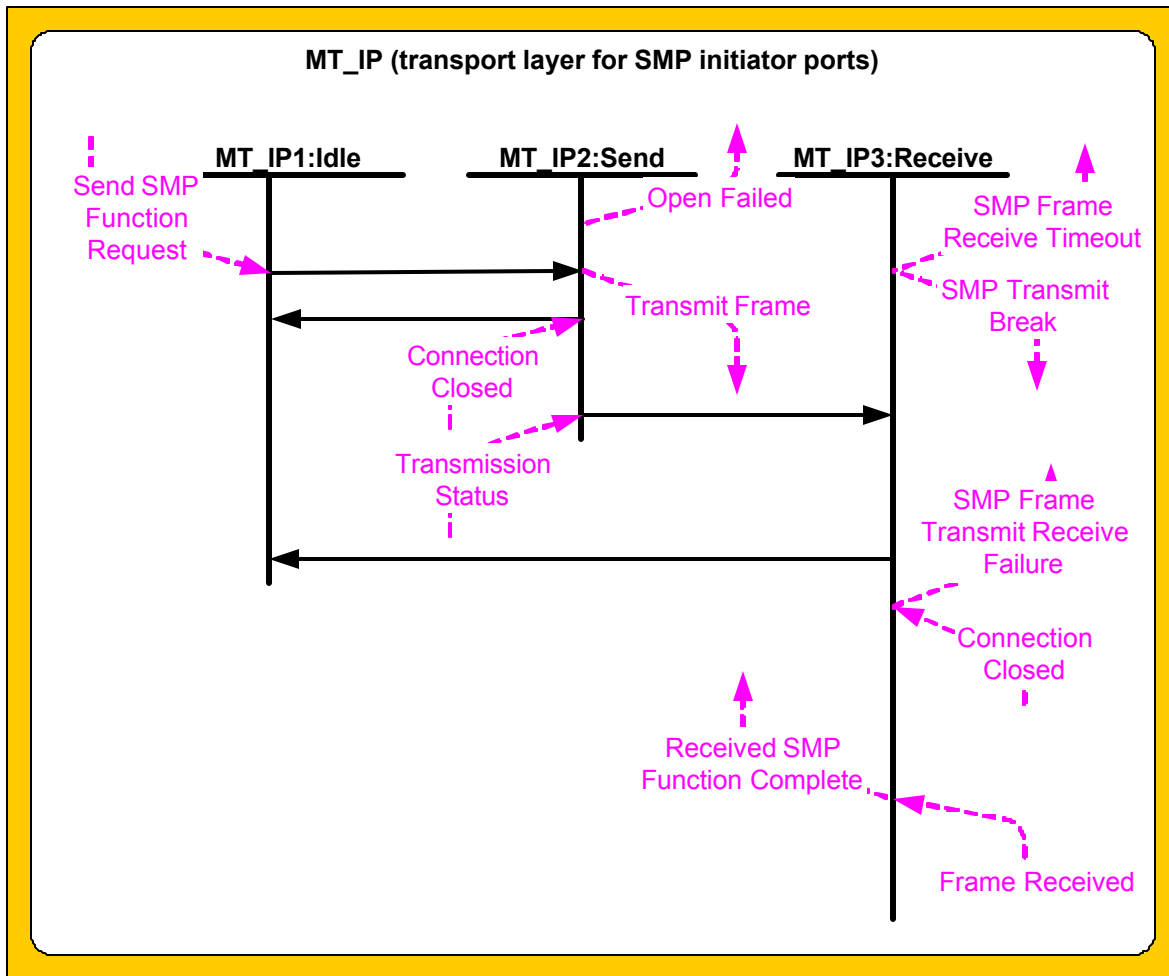 MT_IP (transport layer for SMP initiator ports)
MT_IP1:Idle
MT_IP2:Send
MT_IP3:Receive
Send SMP
Function
Request
Open Failed
SMP Frame
Receive Timeout
Transmit Frame
SMP Transmit
Break
Connection
Closed
Transmission
Status
SMP Frame
Transmit Receive
Failure
Connection
Closed
Received SMP
Function Complete
Frame Received